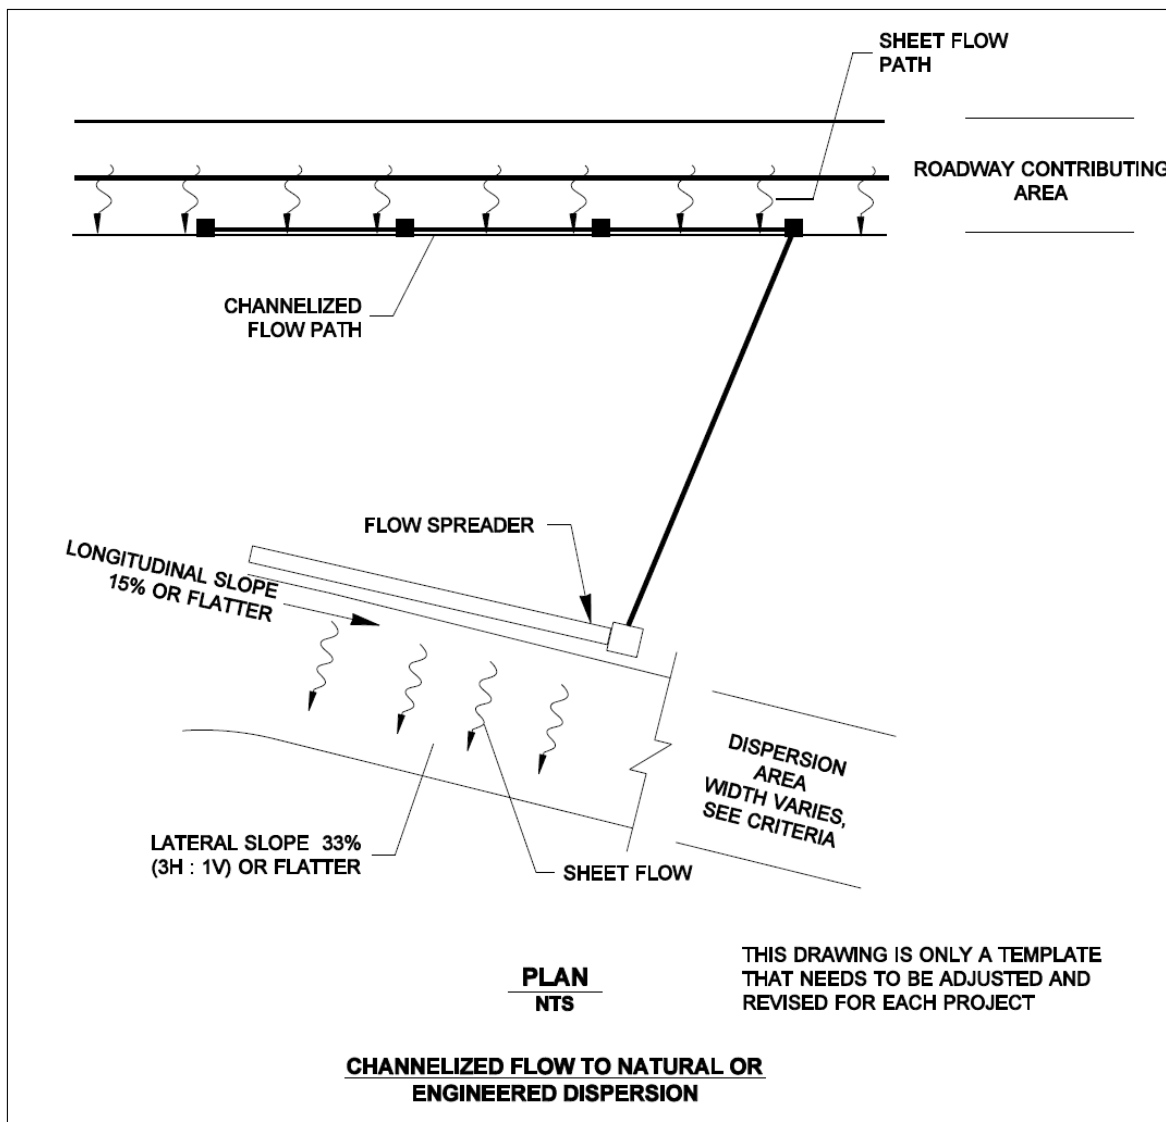 SHEET FLOW
PATH
ROADWAY CONTRIBUTING
AREA
CHANNELIZED
FLOW PATH
FLOW SPREADER
LONGITUDINAL SLOPE
15% OR FLATTER
DISPERSION
AREA
WIDTH VARIES,
SEE CRITERIA
LATERAL SLOPE 33%
(3H : 1V) OR FLATTER
SHEET FLOW
PLAN
NTS
THIS DRAWING IS ONLY A TEMPLATE
THAT NEEDS TO BE ADJUSTED AND
REVISED FOR EACH PROJECT
CHANNELIZED FLOW TO NATURAL OR
ENGINEERED DISPERSION